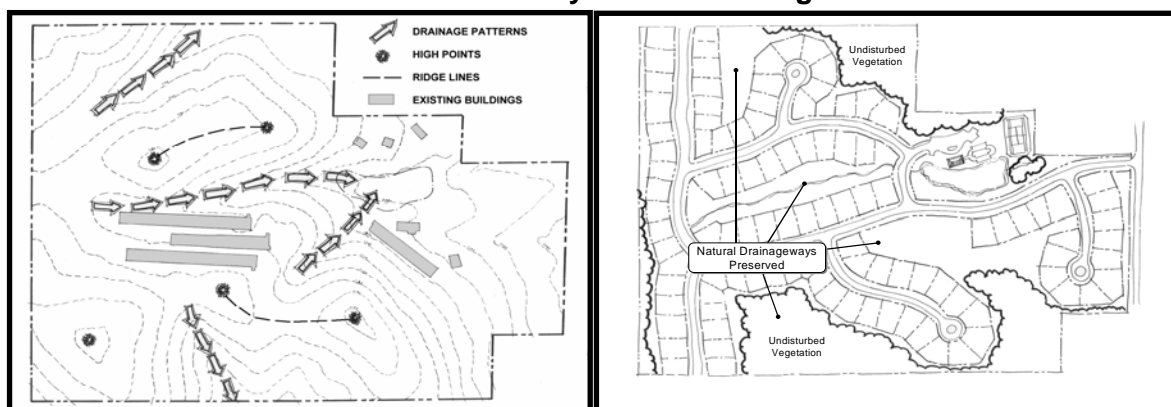 DRAINAGE PATTERNS
HIGH POINTS
RIDGE LINES
EXISTING BUILDINGS
Undisturbed
Vegetation
Natural Drainageways
Preserved
Undisturbed
Vegetation